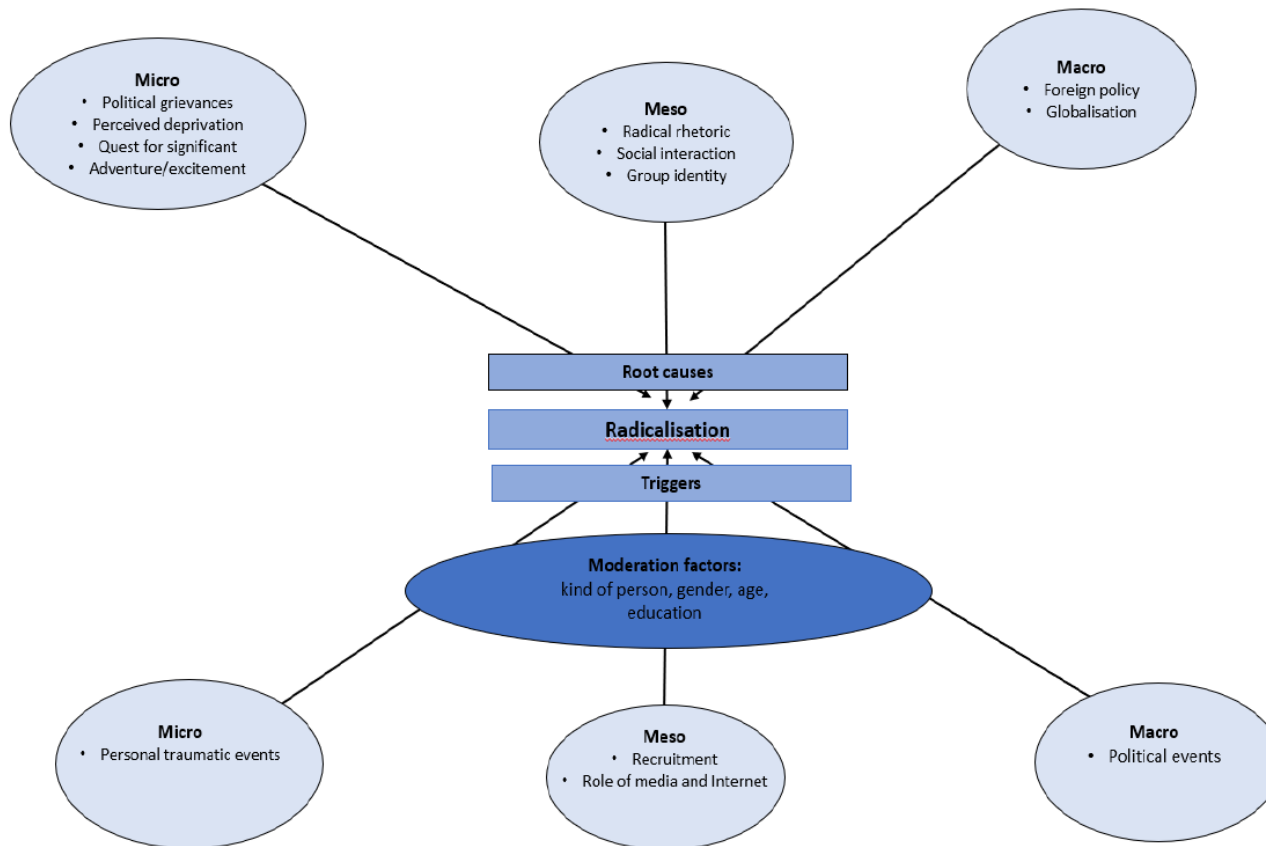 Micro
• Political grievances
• Perceived deprivation
• Quest for significant
• Adventure/excitement
Meso
• Radical rhetoric
• Social interaction
• Group identity
Macro
• Foreign policy
• Globalisation
Root causes
Radicalisation
Triggers
Moderation factors:
kind of person, gender, age,
education
Micro
• Personal traumatic events
Meso
• Recruitment
• Role of media and Internet
Macro
• Political events